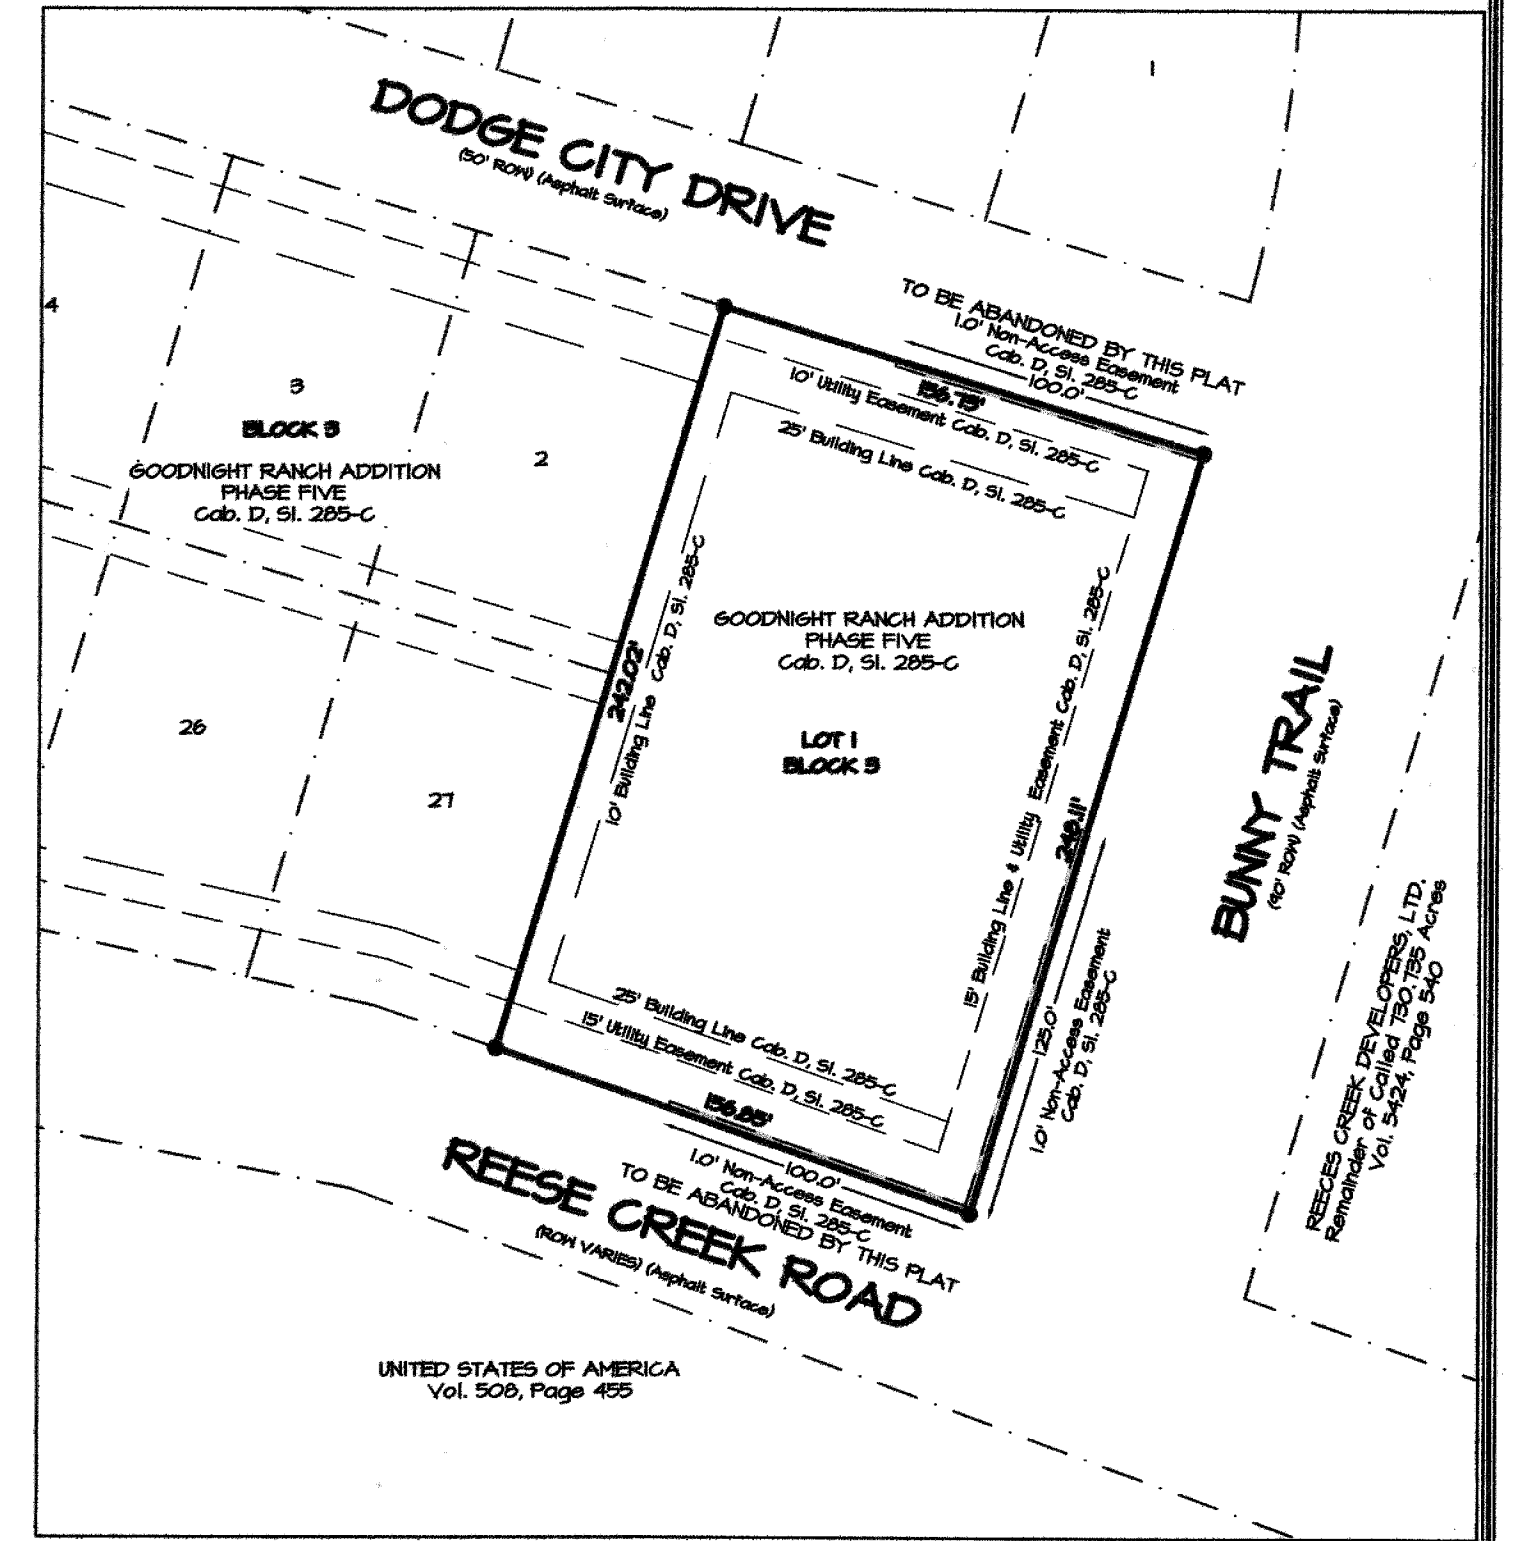 1
DODGE CITY DRIVE
(50' ROW) (Asphalt Surface)
TO BE ABANDONED BY THIS PLAT
1.0' Non-Access Easement
Cab. D, Sl. 285-C
100.0'
156.75'
10' Utility Easement Cab. D, Sl. 285-C
25' Building Line Cab. D, Sl. 285-C
4
3
BLOCK 3
GOODNIGHT RANCH ADDITION
PHASE FIVE
Cab. D, Sl. 285-C
2
242.02'
10' Building Line Cab. D, Sl. 285-C
GOODNIGHT RANCH ADDITION
PHASE FIVE
Cab. D, Sl. 285-C
LOT 1
BLOCK 3
15' Building Line & Utility Easement Cab. D, Sl. 285-C
248.11'
BUNNY TRAIL
(90' ROW) (Asphalt Surface)
26
27
125.0'
1.0' Non-Access Easement
Cab. D, Sl. 285-C
REECES CREEK DEVELOPERS, LTD.
Remainder of Called 730.735 Acres
Vol. 5424, Page 540
25' Building Line Cab. D, Sl. 285-C
15' Utility Easement Cab. D, Sl. 285-C
156.85'
100.0'
1.0' Non-Access Easement
Cab. D, Sl. 285-C
TO BE ABANDONED BY THIS PLAT
REESE CREEK ROAD
(ROW VARIES) (Asphalt Surface)
UNITED STATES OF AMERICA
Vol. 508, Page 455